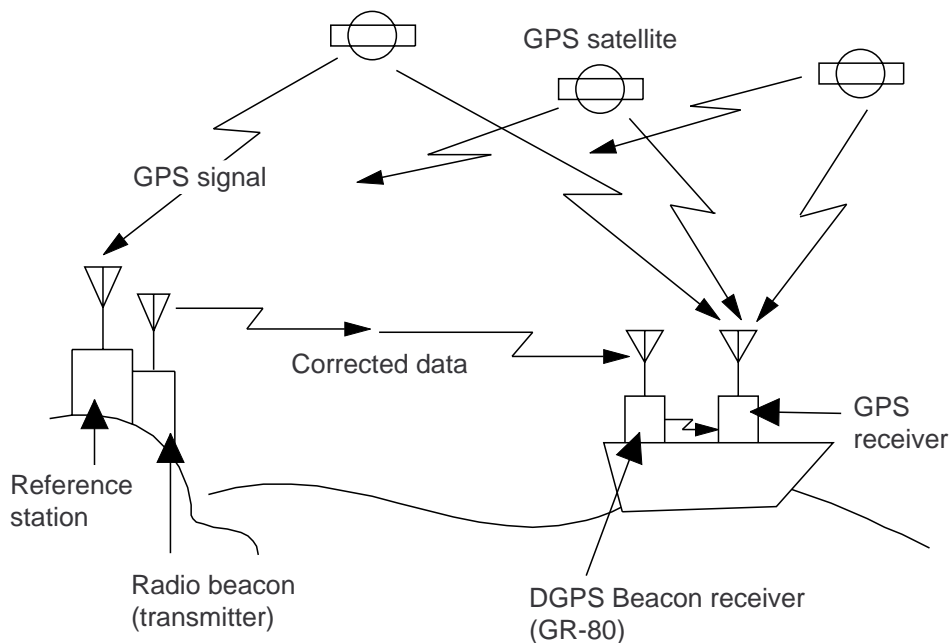 GPS satellite
GPS signal
Corrected data
GPS
receiver
Reference
station
Radio beacon
(transmitter)
DGPS Beacon receiver
(GR-80)